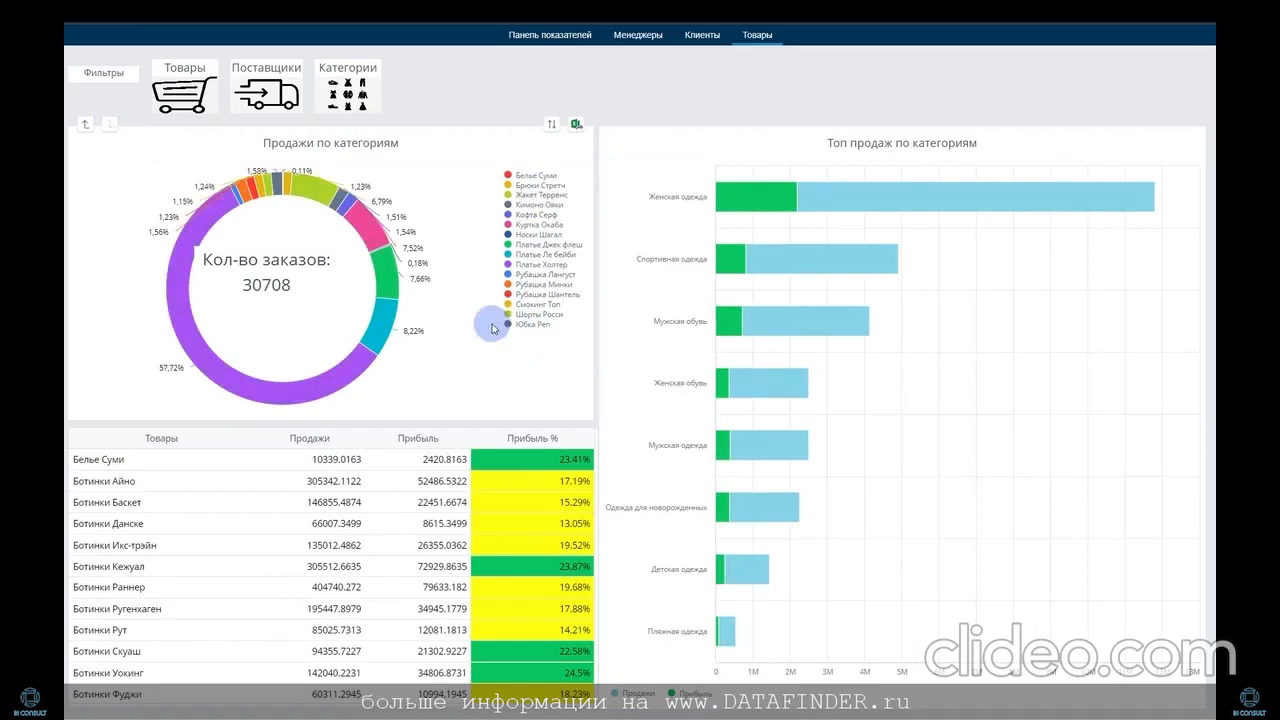 Панель показателей Менеджеры Клиенты Товары
Фильтры
Товары Поставщики Категории
Продажи по категориям
1,58% 0,11%
1,24% 1,23%
1,15% 6,79%
1,23% 1,51%
1,56% 1,54%
7,52%
0,18%
7,66%
8,22%
57,72%
Кол-во заказов:
30708
Белье Суми
Брюки Стретч
Жакет Терренс
Кимоно Ояки
Кофта Серф
Куртка Окаба
Носки Шагал
Платье Джек флеш
Платье Ле бейби
Платье Холтер
Рубашка Лангуст
Рубашка Минки
Рубашка Шантель
Смокинг Топ
Шорты Росси
Юбка Реп
Топ продаж по категориям
Женская одежда
Спортивная одежда
Мужская обувь
Женская обувь
Мужская одежда
Одежда для новорожденных
Детская одежда
Пляжная одежда
0 1M 2M 3M 4M 5M
Продажи Прибыль
Товары Продажи Прибыль Прибыль %
Белье Суми 10339.0163 2420.8163 23.41%
Ботинки Айно 305342.1122 52486.5322 17.19%
Ботинки Баскет 146855.4874 22451.6674 15.29%
Ботинки Данске 66007.3499 8615.3499 13.05%
Ботинки Икс-трэйн 135012.4862 26355.0362 19.52%
Ботинки Кежуал 305512.6635 72929.8635 23.87%
Ботинки Раннер 404740.272 79633.182 19.68%
Ботинки Ругенхаген 195447.8979 34945.1779 17.88%
Ботинки Рут 85025.7313 12081.1813 14.21%
Ботинки Скуаш 94355.7227 21302.9227 22.58%
Ботинки Уокинг 142040.2231 34806.8731 24.5%
Ботинки Фуджи 60311.2945 10994.1945 18.23%
больше информации на www.DATAFINDER.ru
clideo.com
BI CONSULT
BI CONSULT